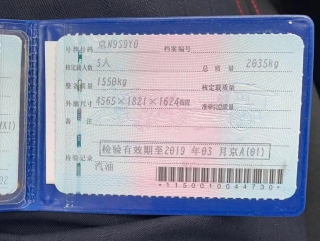 号牌号码 京N9S9Y0 档案编号
核定载人数 5人 总质量 2035kg
整备质量 1550kg 核定载质量
外廓尺寸 4565×1821×1624mm 准牵引总质量
备注
检验有效期至2019年03月京A(01)
检验记录 汽油
*1150010044730*